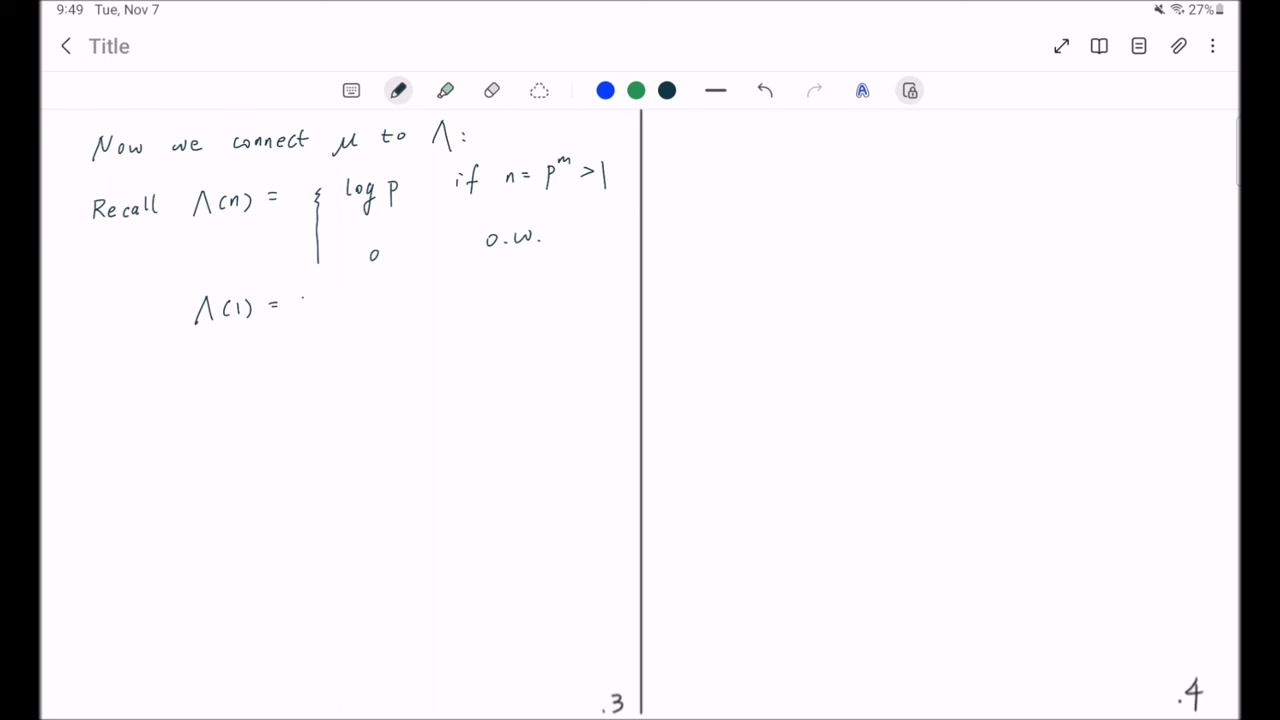 9:49 Tue, Nov 7 27%
Title
Now we connect μ to Λ:
Recall Λ(n) = { log p if n = p^m > 1
0 o.w.
Λ(1) =
.3
.4